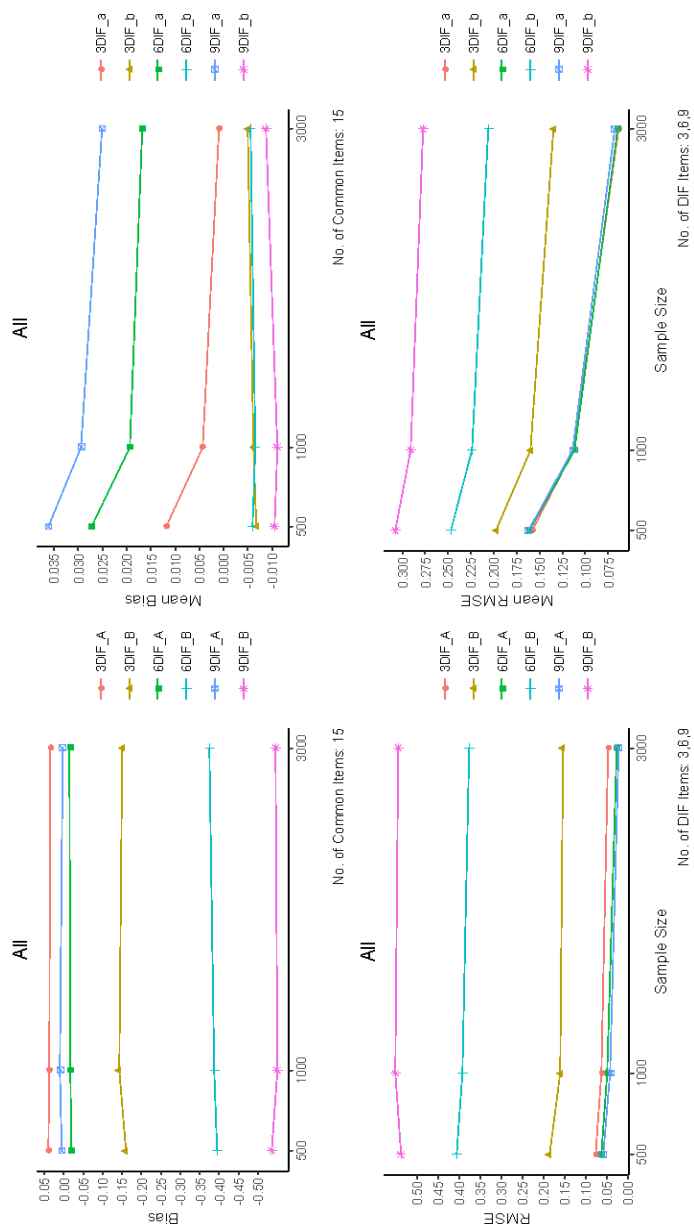 All
Bias
0.05
0.00
-0.05
-0.10
-0.15
-0.20
-0.25
-0.30
-0.35
-0.40
-0.45
-0.50
500
1000
3000
No. of Common Items: 15
3DIF_A
3DIF_B
6DIF_A
6DIF_B
9DIF_A
9DIF_B
All
Mean Bias
0.035
0.030
0.025
0.020
0.015
0.010
0.005
0.000
-0.005
-0.010
500
1000
3000
No. of Common Items: 15
3DIF_a
3DIF_b
6DIF_a
6DIF_b
9DIF_a
9DIF_b
All
RMSE
0.50
0.45
0.40
0.35
0.30
0.25
0.20
0.15
0.10
0.05
0.00
500
1000
3000
Sample Size
No. of DIF Items: 3,6,9
3DIF_A
3DIF_B
6DIF_A
6DIF_B
9DIF_A
9DIF_B
All
Mean RMSE
0.300
0.275
0.250
0.225
0.200
0.175
0.150
0.125
0.100
0.075
500
1000
3000
Sample Size
No. of DIF Items: 3,6,9
3DIF_a
3DIF_b
6DIF_a
6DIF_b
9DIF_a
9DIF_b